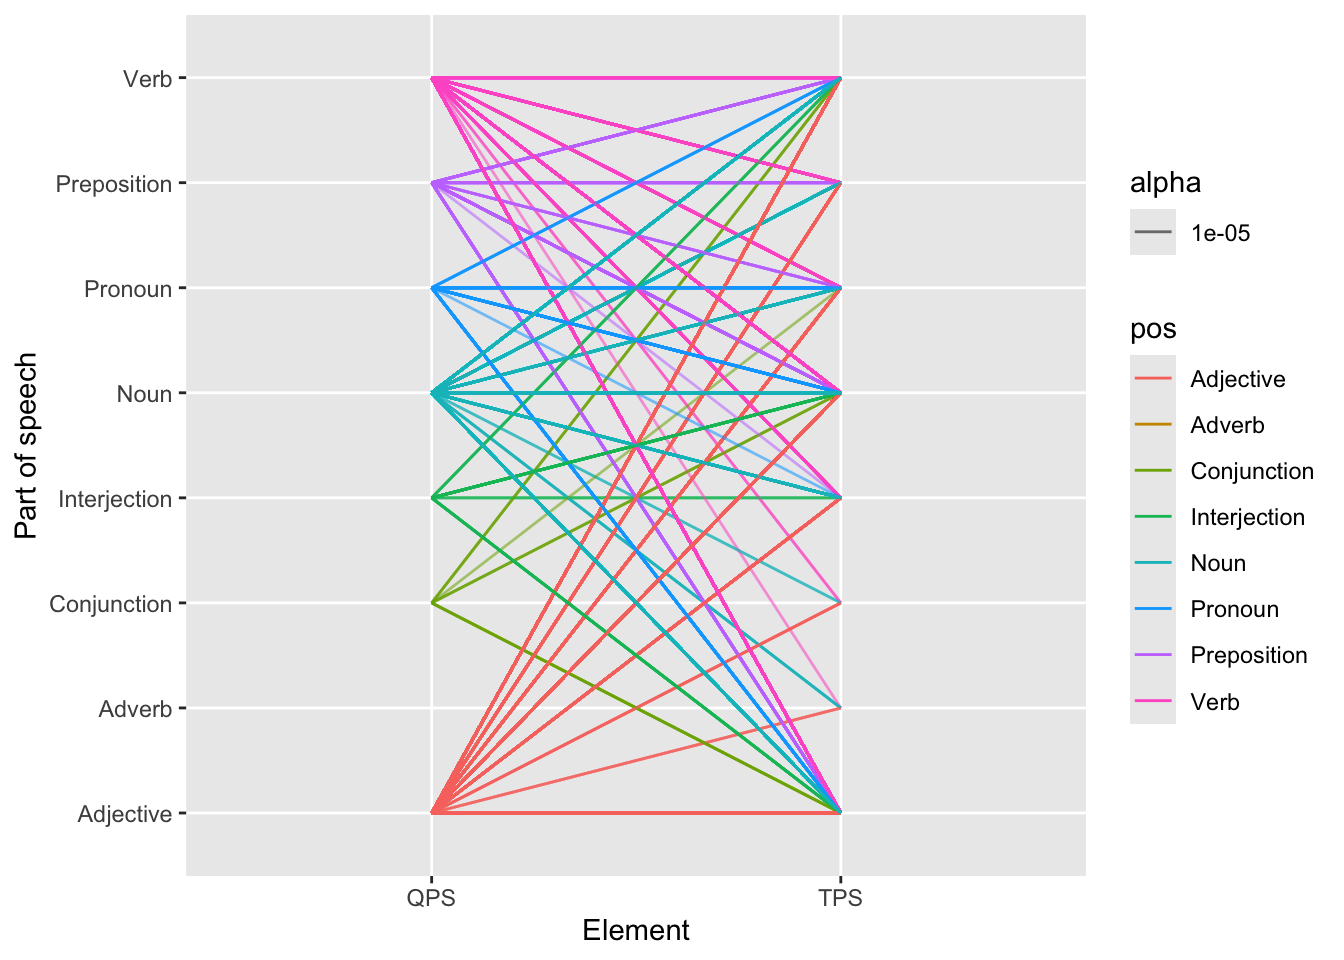 Part of speech
Verb
Preposition
Pronoun
Noun
Interjection
Conjunction
Adverb
Adjective
QPS
TPS
Element
alpha
1e-05
pos
Adjective
Adverb
Conjunction
Interjection
Noun
Pronoun
Preposition
Verb